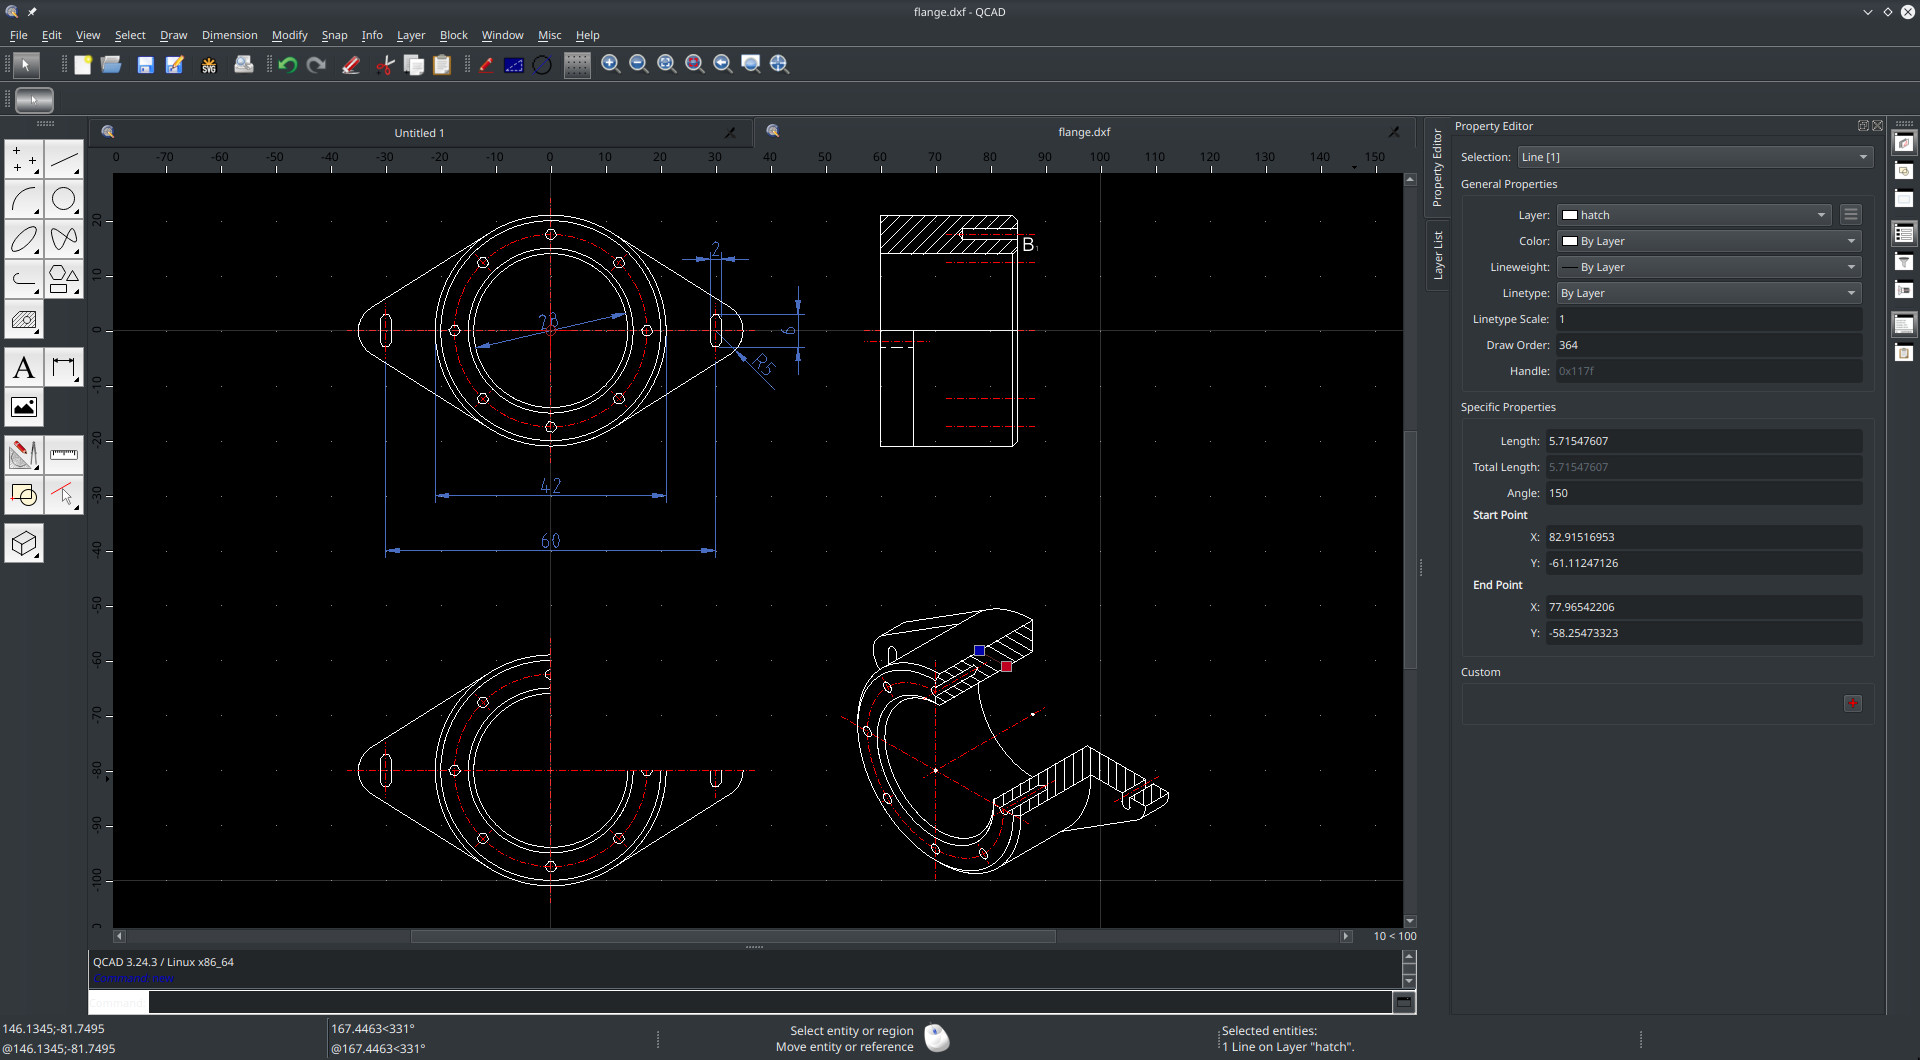 flange.dxf - QCAD
File Edit View Select Draw Dimension Modify Snap Info Layer Block Window Misc Help
SVG
Untitled 1
flange.dxf
0 -70 -60 -50 -40 -30 -20 -10 0 10 20 30 40 50 60 70 80 90 100 110 120 130 140 150
20
10
0
-10
-20
-30
-40
-50
-60
-70
-80
-90
-100
0
A
2
28
6
R5
42
60
B
10 < 100
QCAD 3.24.3 / Linux x86_64
Command: new
Command:
Property Editor
Layer List
Property Editor
Selection: Line [1]
General Properties
Layer: hatch
Color: By Layer
Lineweight: By Layer
Linetype: By Layer
Linetype Scale: 1
Draw Order: 364
Handle: 0x117f
Specific Properties
Length: 5.71547607
Total Length: 5.71547607
Angle: 150
Start Point
X: 82.91516953
Y: -61.11247126
End Point
X: 77.96542206
Y: -58.25473323
Custom
146.1345;-81.7495
@146.1345;-81.7495
167.4463<331°
@167.4463<331°
Select entity or region
Move entity or reference
Selected entities:
1 Line on Layer "hatch".